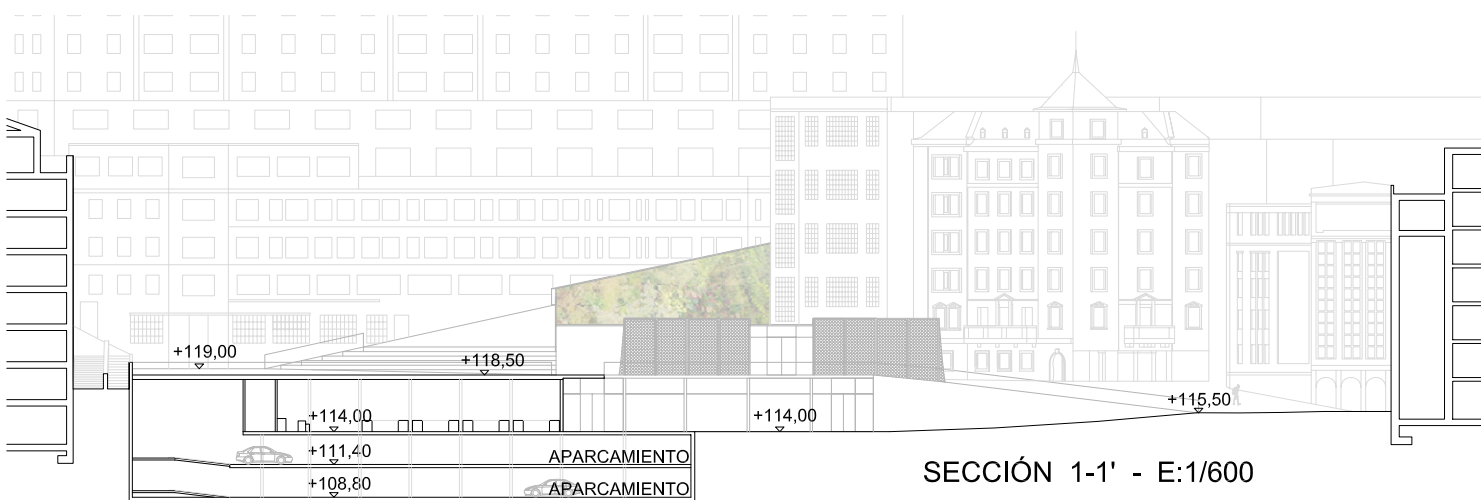 +119,00
+118,50
+114,00
+114,00
+115,50
+111,40
APARCAMIENTO
+108,80
APARCAMIENTO
SECCIÓN 1-1' - E:1/600